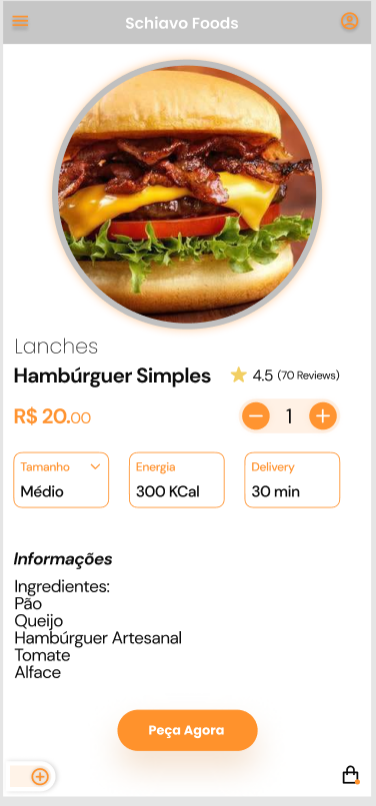 Schiavo Foods
Lanches
Hambúrguer Simples
4.5 (70 Reviews)
R$ 20.00
1
Tamanho
Médio
Energia
300 KCal
Delivery
30 min
Informações
Ingredientes:
Pão
Queijo
Hambúrguer Artesanal
Tomate
Alface
Peça Agora